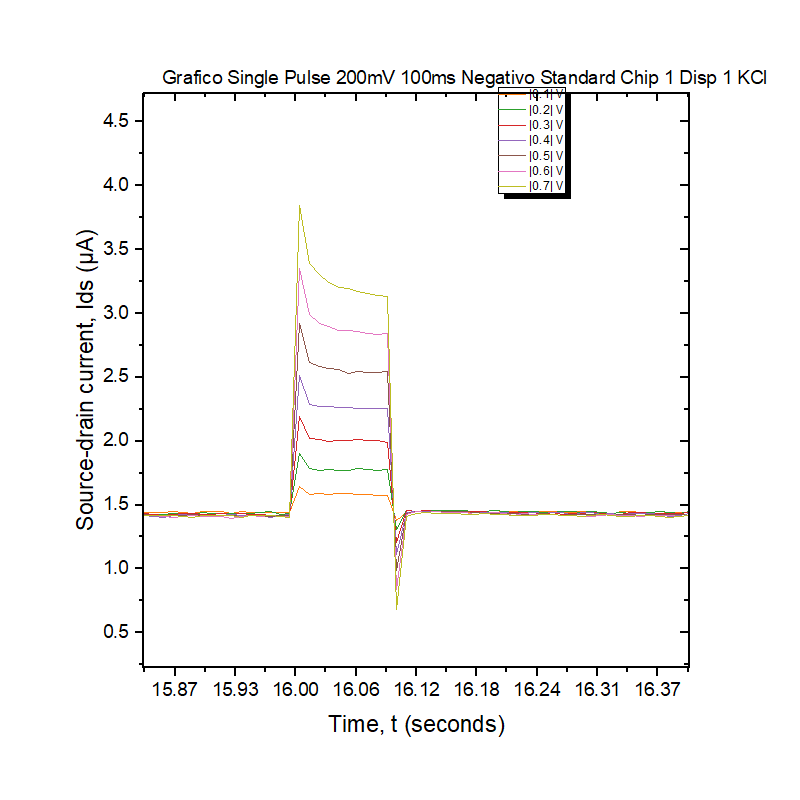 Grafico Single Pulse 200mV 100ms Negativo Standard Chip 1 Disp 1 KCl
|0.1| V
|0.2| V
|0.3| V
|0.4| V
|0.5| V
|0.6| V
|0.7| V
4.5
4.0
3.5
3.0
2.5
2.0
1.5
1.0
0.5
Source-drain current, Ids (µA)
15.87 15.93 16.00 16.06 16.12 16.18 16.24 16.31 16.37
Time, t (seconds)